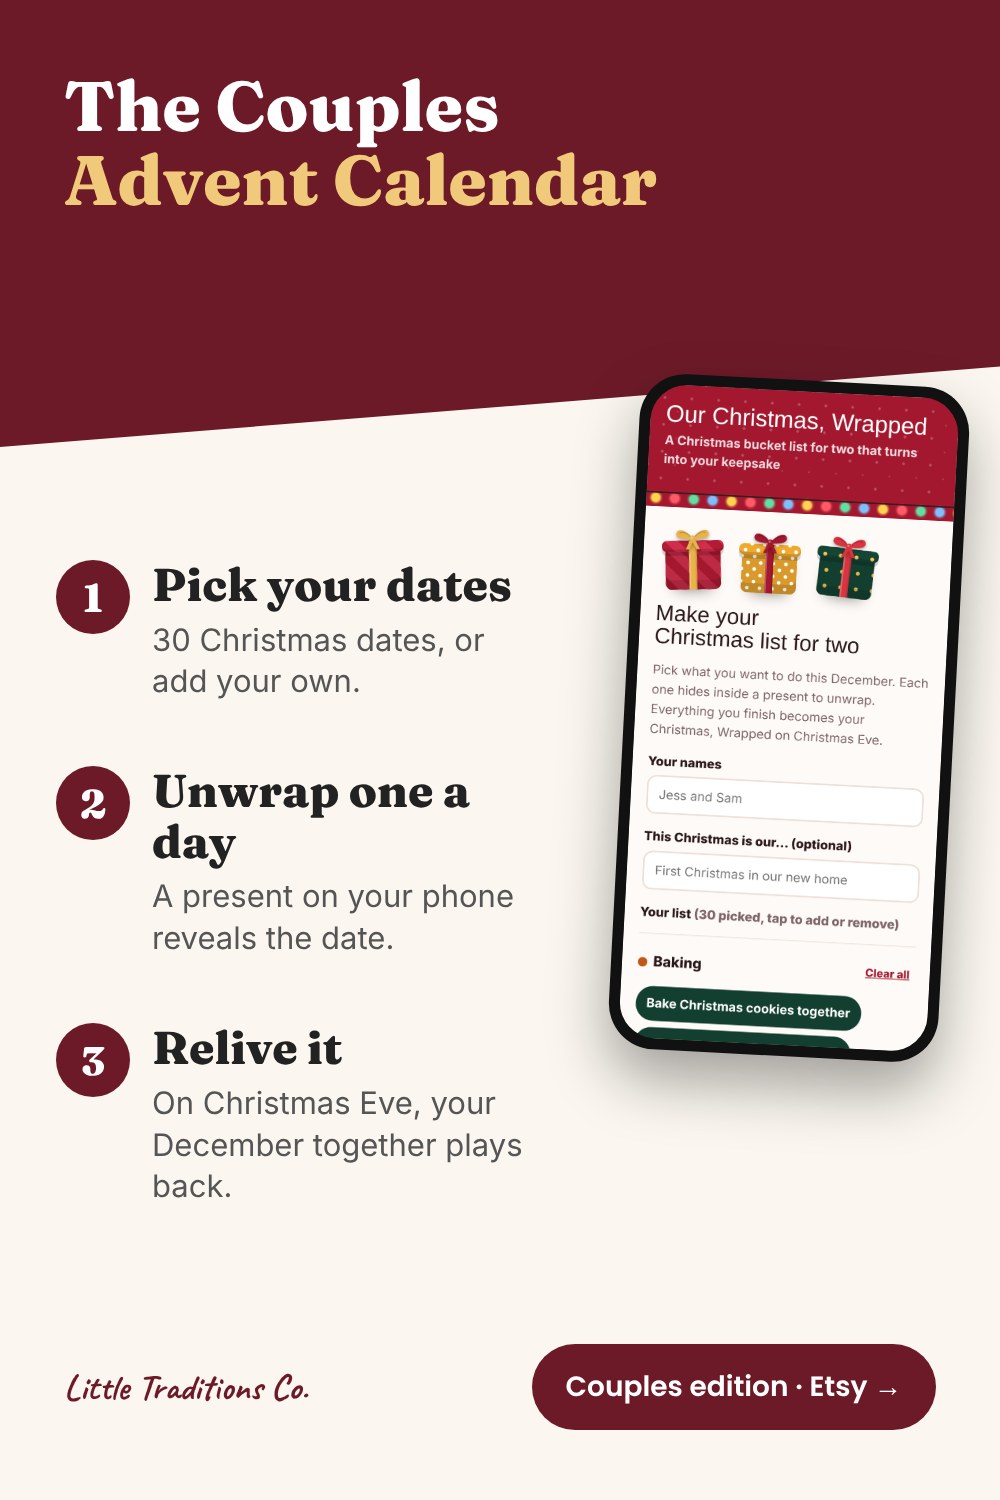 The Couples
Advent Calendar
1
Pick your dates
30 Christmas dates, or
add your own.
2
Unwrap one a
day
A present on your phone
reveals the date.
3
Relive it
On Christmas Eve, your
December together plays
back.
Our Christmas, Wrapped
A Christmas bucket list for two that turns
into your keepsake
Make your
Christmas list for two
Pick what you want to do this December. Each
one hides inside a present to unwrap.
Everything you finish becomes your
Christmas, Wrapped on Christmas Eve.
Your names
Jess and Sam
This Christmas is our... (optional)
First Christmas in our new home
Your list (30 picked, tap to add or remove)
Baking
Clear all
Bake Christmas cookies together
Little Traditions Co.
Couples edition · Etsy →